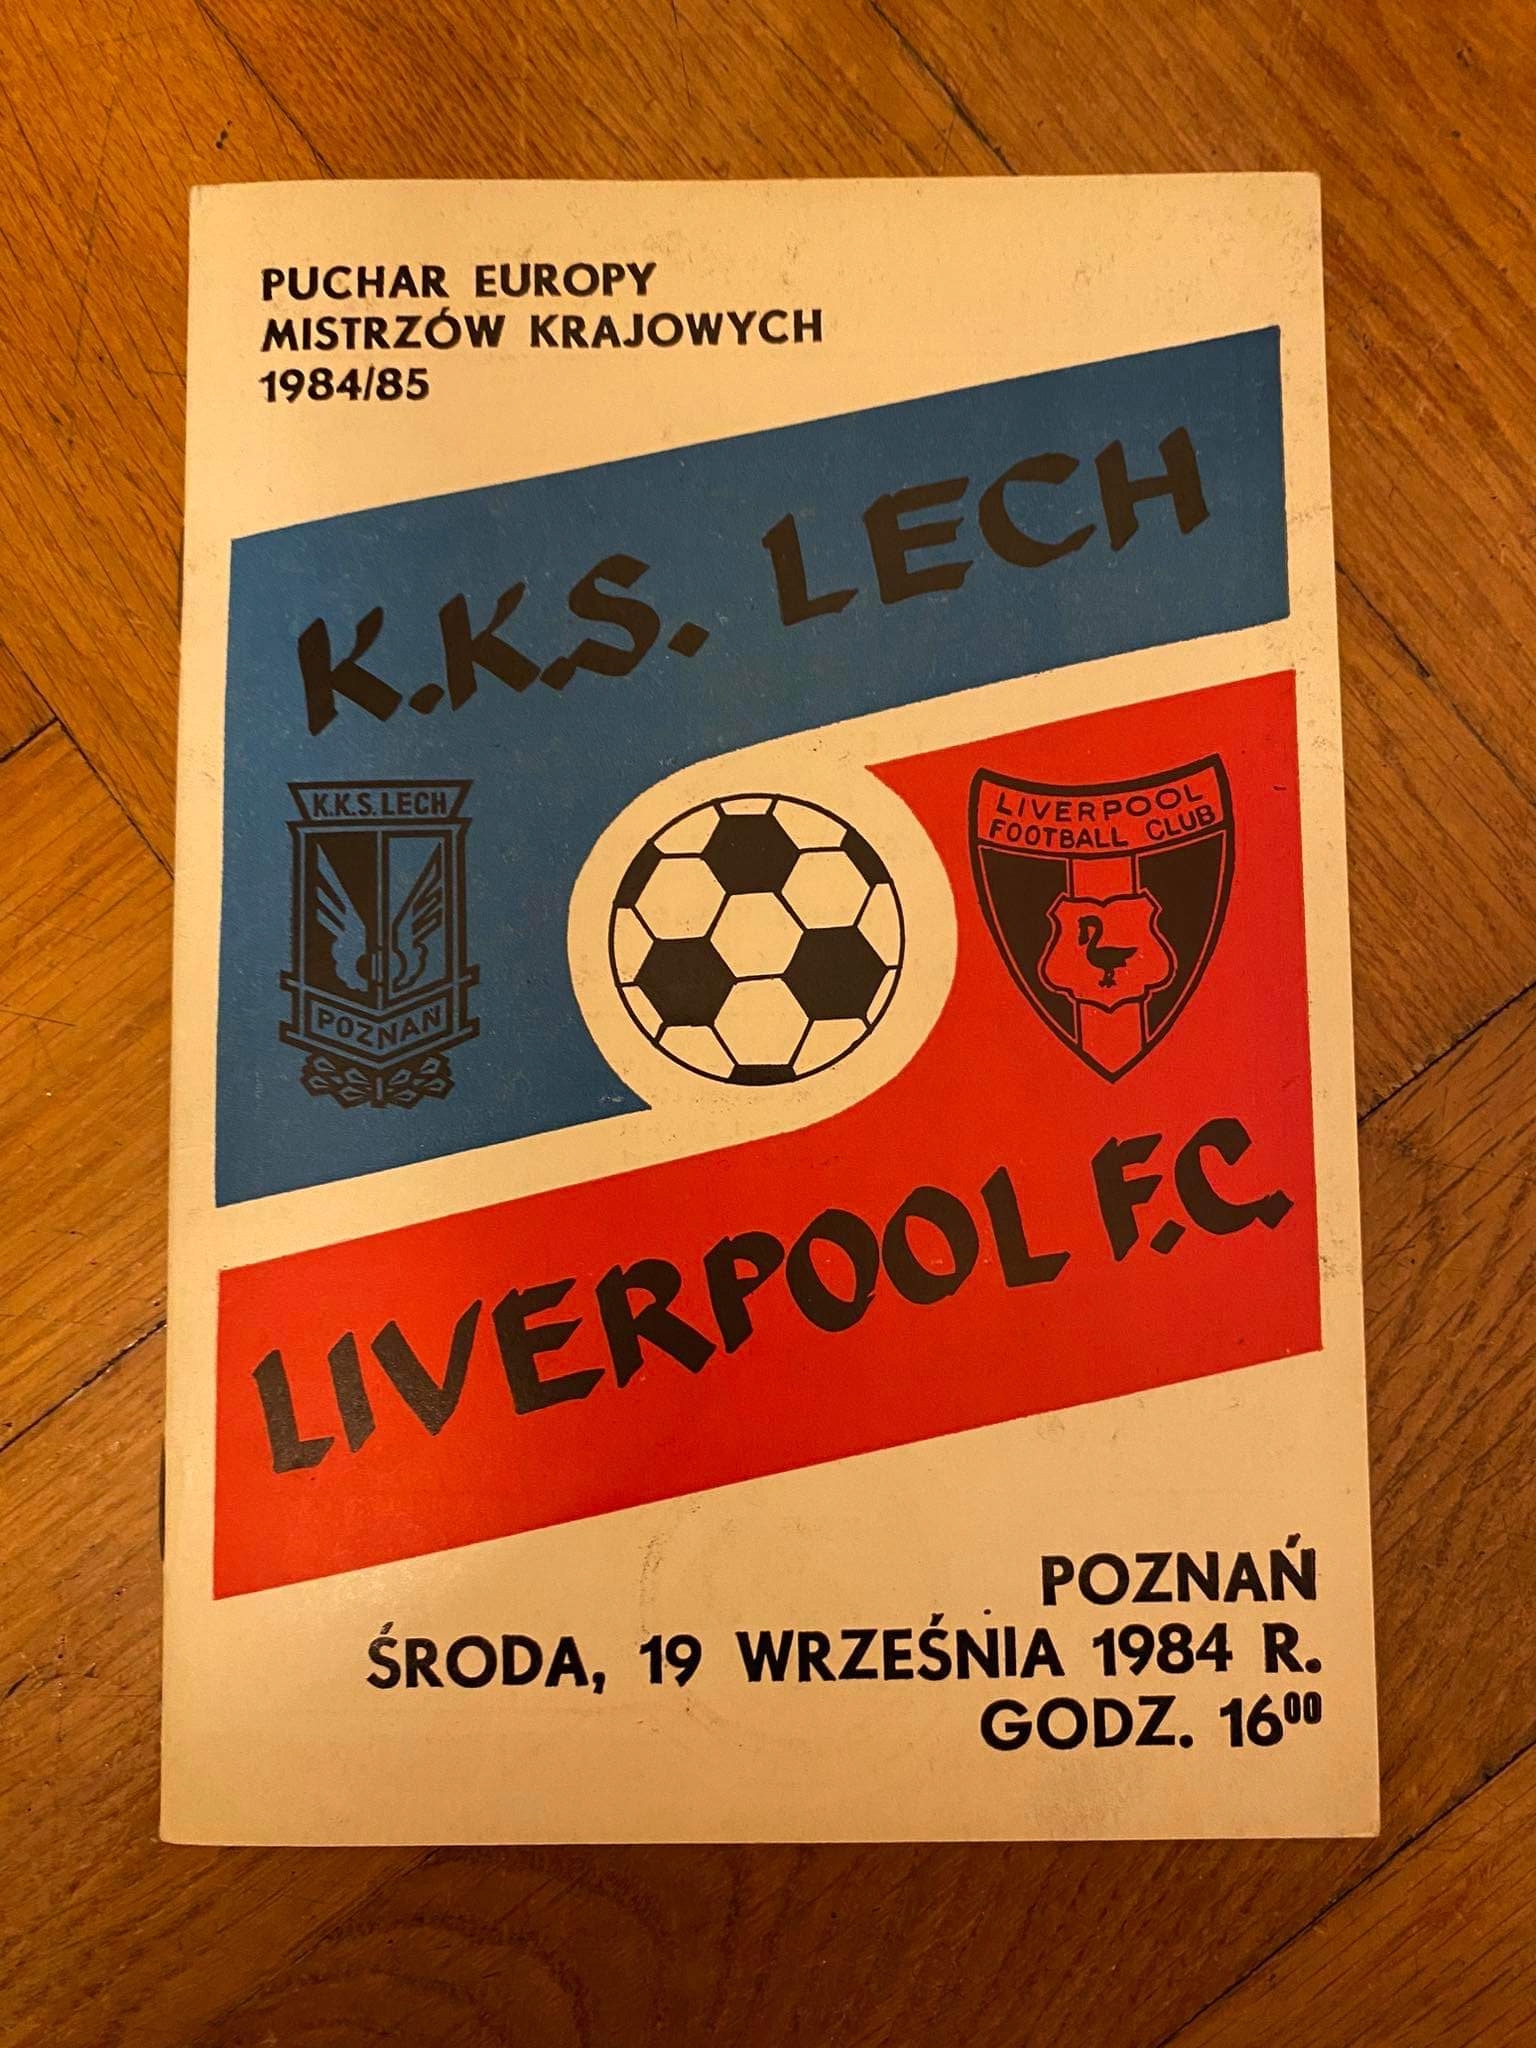 PUCHAR EUROPY
MISTRZÓW KRAJOWYCH
1984/85
K.K.S. LECH
K.K.S. LECH
POZNAŃ
LIVERPOOL
FOOTBALL CLUB
LIVERPOOL F.C.
POZNAŃ
ŚRODA, 19 WRZEŚNIA 1984 R.
GODZ. 16⁰⁰